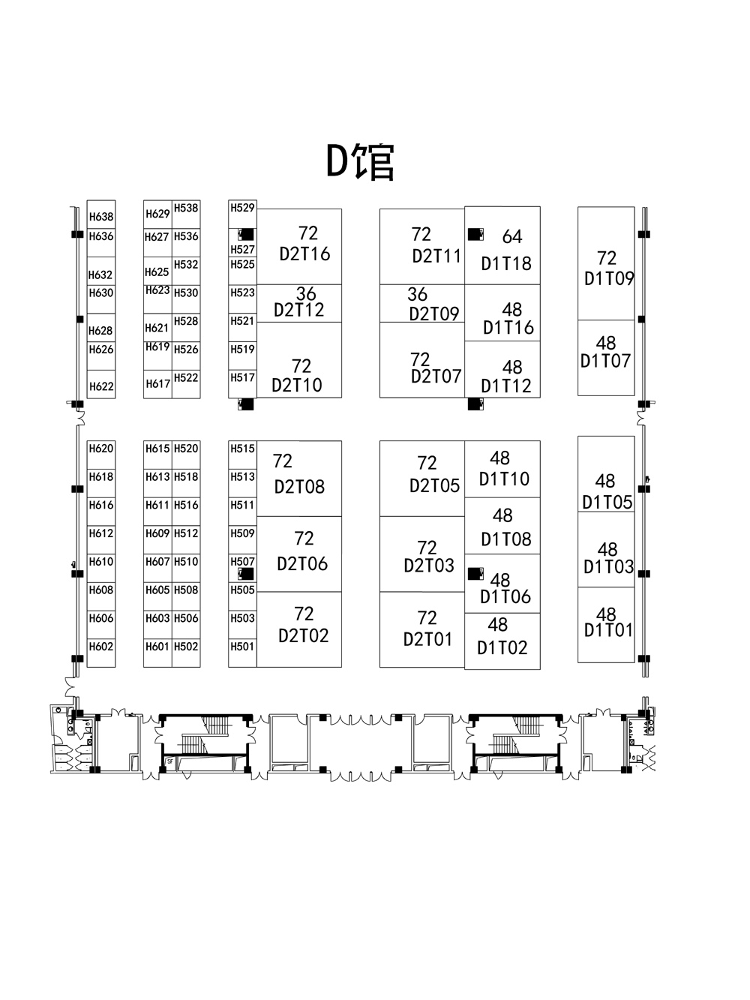 D馆
H638
H636
H632
H630
H628
H626
H622
H629 H538
H627 H536
H625 H532
H623 H530
H621 H528
H619 H526
H617 H522
H529
H527
H525
H523
H521
H519
H517
72
D2T16
36
D2T12
72
D2T10
72
D2T11
36
D2T09
72
D2T07
64
D1T18
48
D1T16
48
D1T12
72
D1T09
48
D1T07
H620
H618
H616
H612
H610
H608
H606
H602
H615 H520
H613 H518
H611 H516
H609 H512
H607 H510
H605 H508
H603 H506
H601 H502
H515
H513
H511
H509
H507
H505
H503
H501
72
D2T08
72
D2T06
72
D2T02
72
D2T05
72
D2T03
72
D2T01
48
D1T10
48
D1T08
48
D1T06
48
D1T02
48
D1T05
48
D1T03
48
D1T01
SF